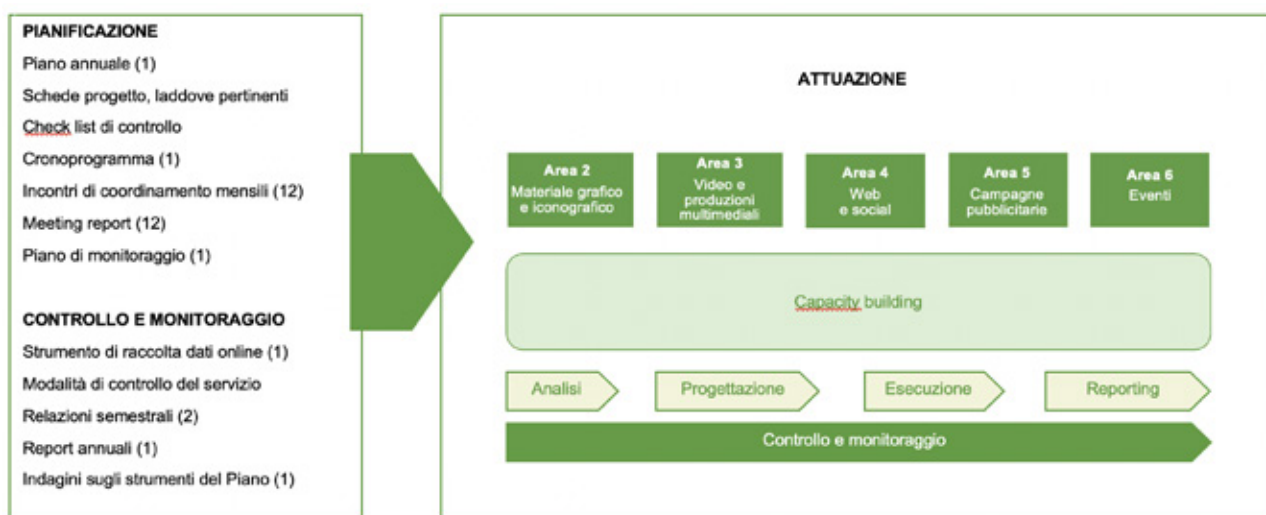 PIANIFICAZIONE
Piano annuale (1)
Schede progetto, laddove pertinenti
Check list di controllo
Cronoprogramma (1)
Incontri di coordinamento mensili (12)
Meeting report (12)
Piano di monitoraggio (1)
CONTROLLO E MONITORAGGIO
Strumento di raccolta dati online (1)
Modalità di controllo del servizio
Relazioni semestrali (2)
Report annuali (1)
Indagini sugli strumenti del Piano (1)
ATTUAZIONE
Area 2
Materiale grafico
e iconografico
Area 3
Video e
produzioni
multimediali
Area 4
Web
e social
Area 5
Campagne
pubblicitarie
Area 6
Eventi
Capacity building
Analisi
Progettazione
Esecuzione
Reporting
Controllo e monitoraggio